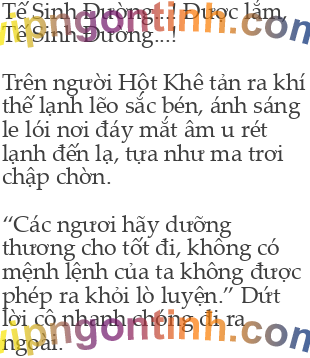 Tế Sinh Đường... Được lắm,
Tế Sinh Đường...!
Trên người Hột Khê tản ra khí
thế lạnh lẽo sắc bén, ánh sáng
le lói nơi đáy mắt âm u rét
lạnh đến lạ, tựa như ma trơi
chập chờn.
“Các ngươi hãy dưỡng
thương cho tốt đi, không có
mệnh lệnh của ta không được
phép ra khỏi lò luyện.” Dứt
lời cô nhanh chóng đi ra
ngoài.
vipngontinh.com
vipngontinh.com